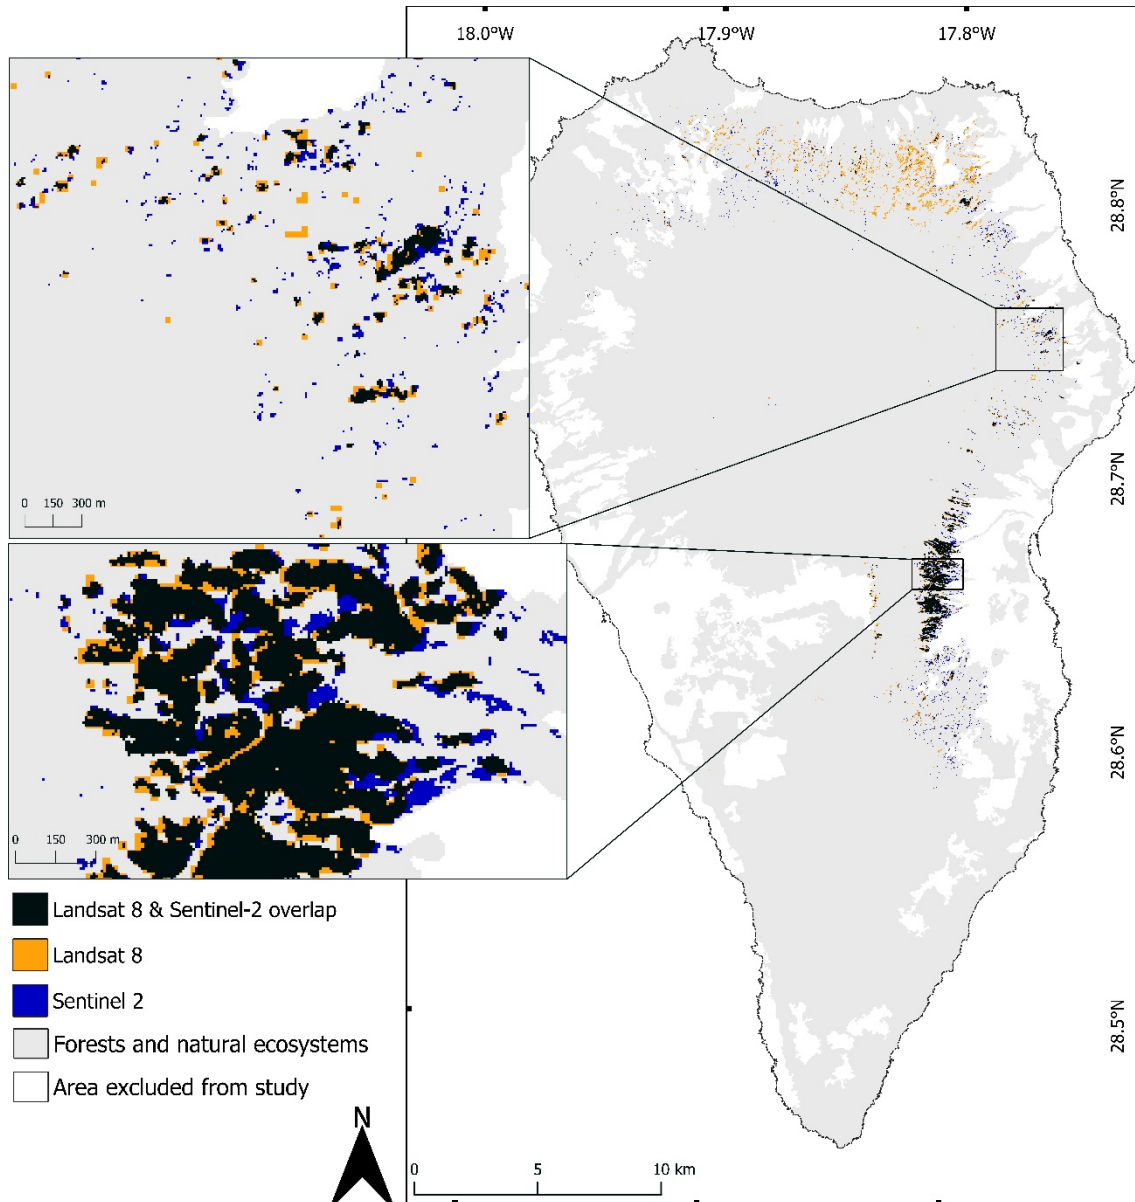 18.0°W 17.9°W 17.8°W
28.8°N
28.7°N
28.6°N
28.5°N
0 150 300 m
0 150 300 m
Landsat 8 & Sentinel-2 overlap
Landsat 8
Sentinel 2
Forests and natural ecosystems
Area excluded from study
N
0 5 10 km